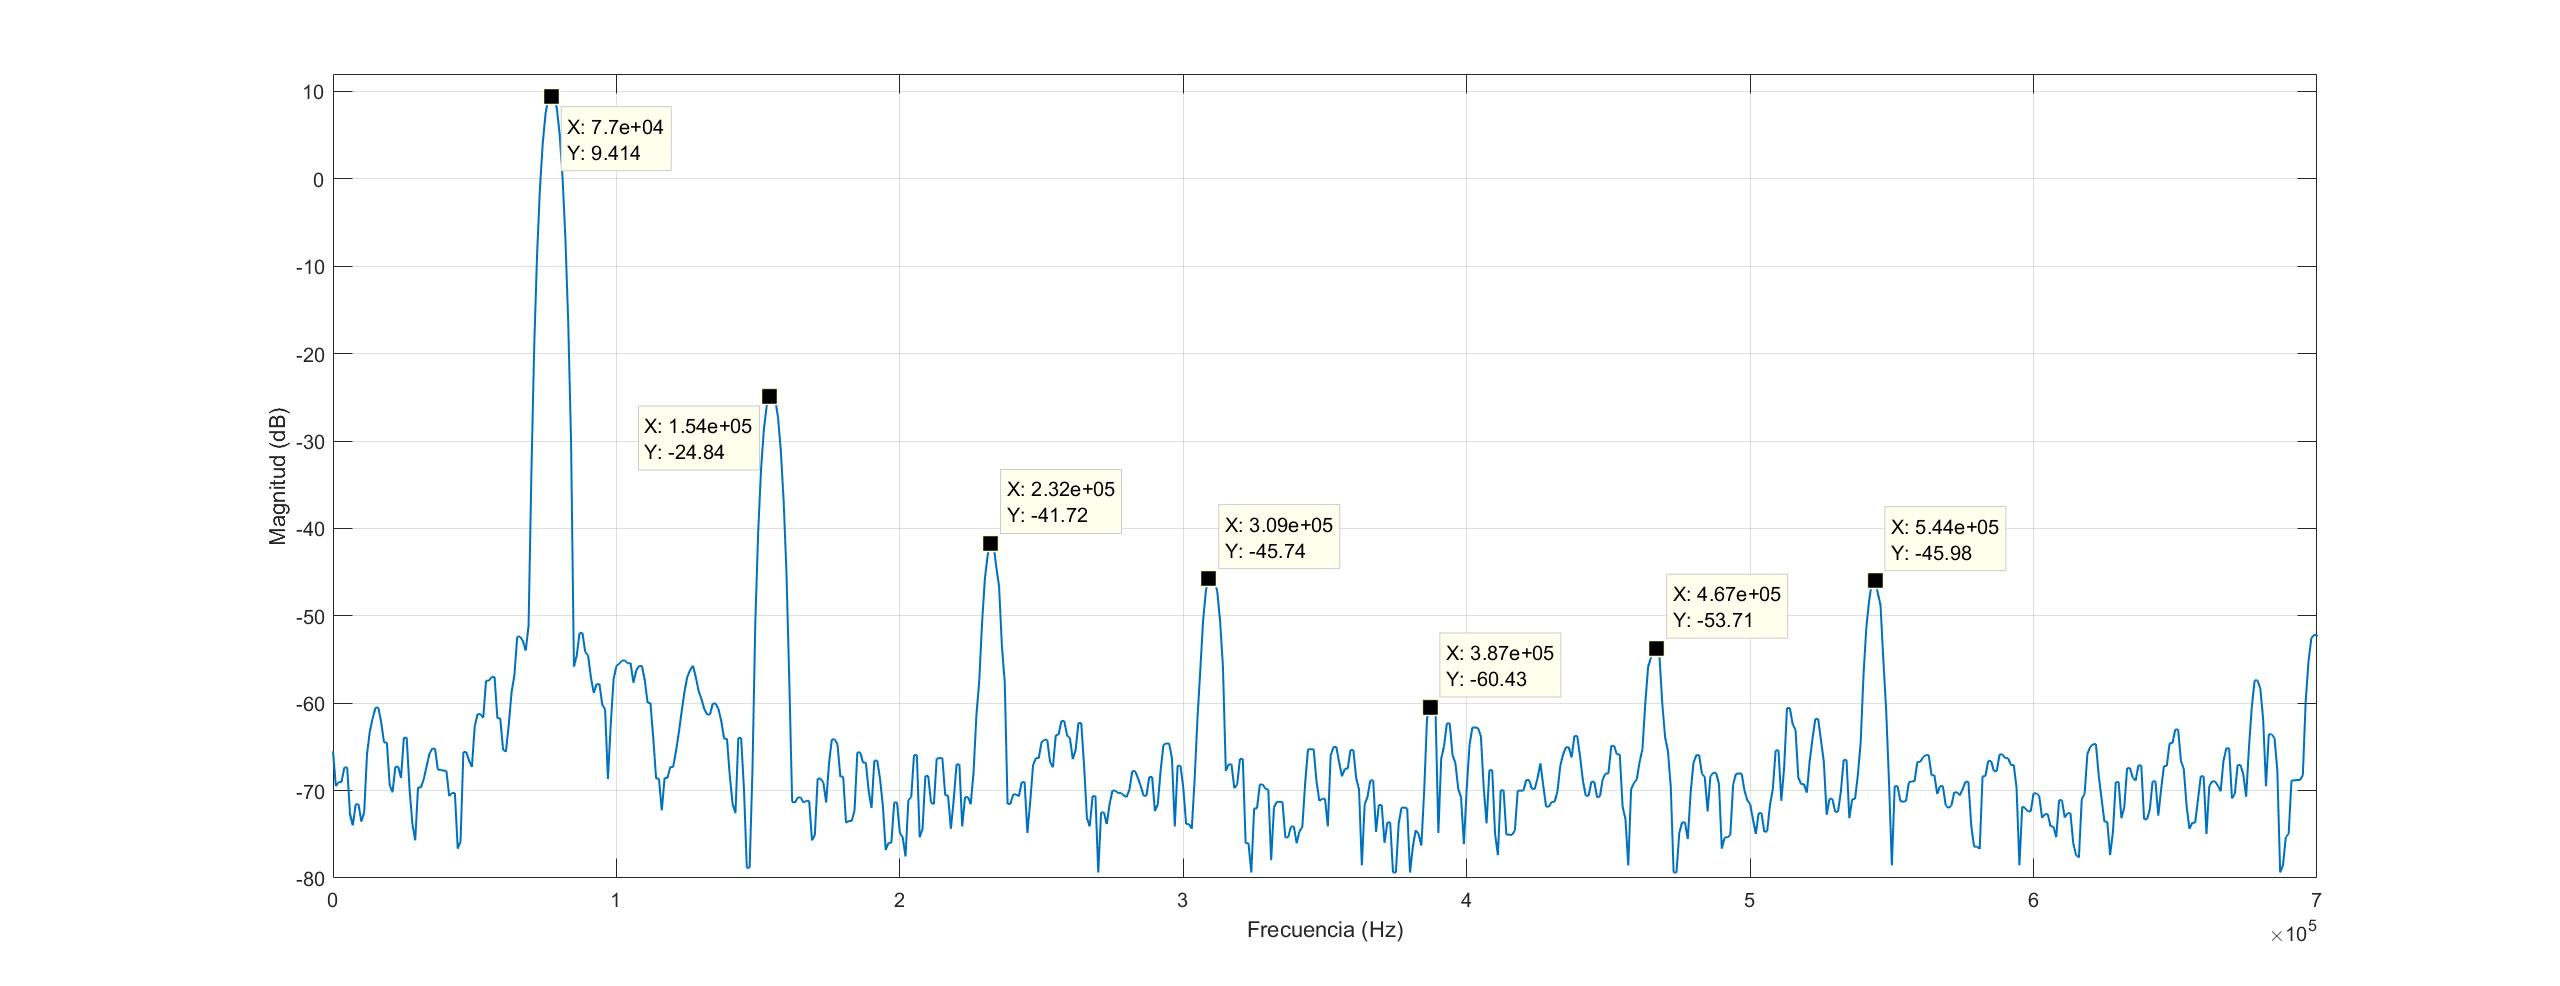 Magnitud (dB)
10
0
-10
-20
-30
-40
-50
-60
-70
-80
X: 7.7e+04
Y: 9.414
X: 1.54e+05
Y: -24.84
X: 2.32e+05
Y: -41.72
X: 3.09e+05
Y: -45.74
X: 3.87e+05
Y: -60.43
X: 4.67e+05
Y: -53.71
X: 5.44e+05
Y: -45.98
0 1 2 3 4 5 6 7
×10⁵
Frecuencia (Hz)